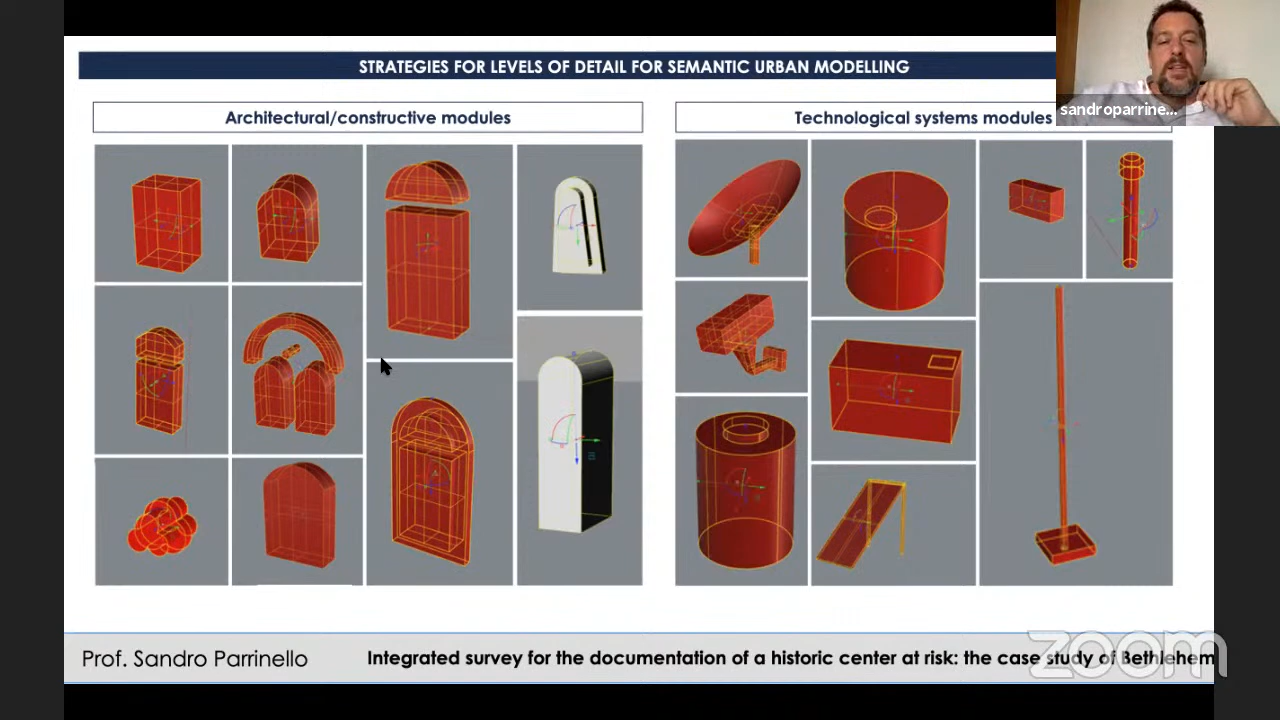 STRATEGIES FOR LEVELS OF DETAIL FOR SEMANTIC URBAN MODELLING
sandroparrine...
Architectural/constructive modules
Technological systems modules
Prof. Sandro Parrinello
Integrated survey for the documentation of a historic center at risk: the case study of Bethlehem
zoom